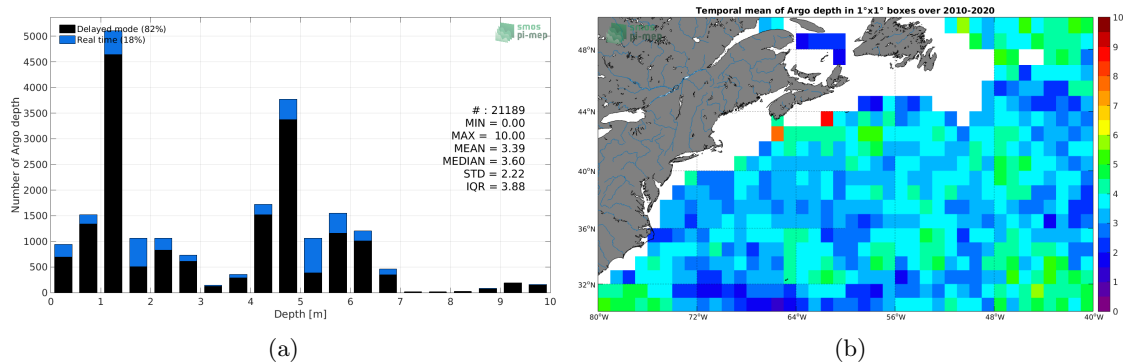 Delayed mode (82%)
Real time (18%)
smos
pi-mep
Number of Argo depth
5000
4500
4000
3500
3000
2500
2000
1500
1000
500
0
# : 21189
MIN = 0.00
MAX = 10.00
MEAN = 3.39
MEDIAN = 3.60
STD = 2.22
IQR = 3.88
0 1 2 3 4 5 6 7 8 9 10
Depth [m]
(a)
Temporal mean of Argo depth in 1°x1° boxes over 2010-2020
smos
pi-mep
48°N
44°N
40°N
36°N
32°N
80°W 72°W 64°W 56°W 48°W 40°W
10
9
8
7
6
5
4
3
2
1
0
(b)